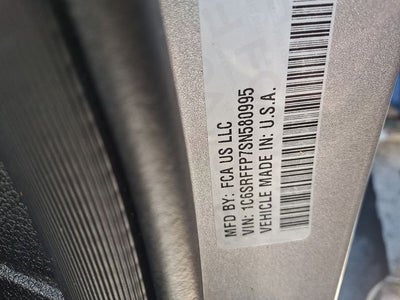 MFD BY: FCA US LLC
VIN: 1C6SRFFP7SN580995
VEHICLE MADE IN: U.S.A.